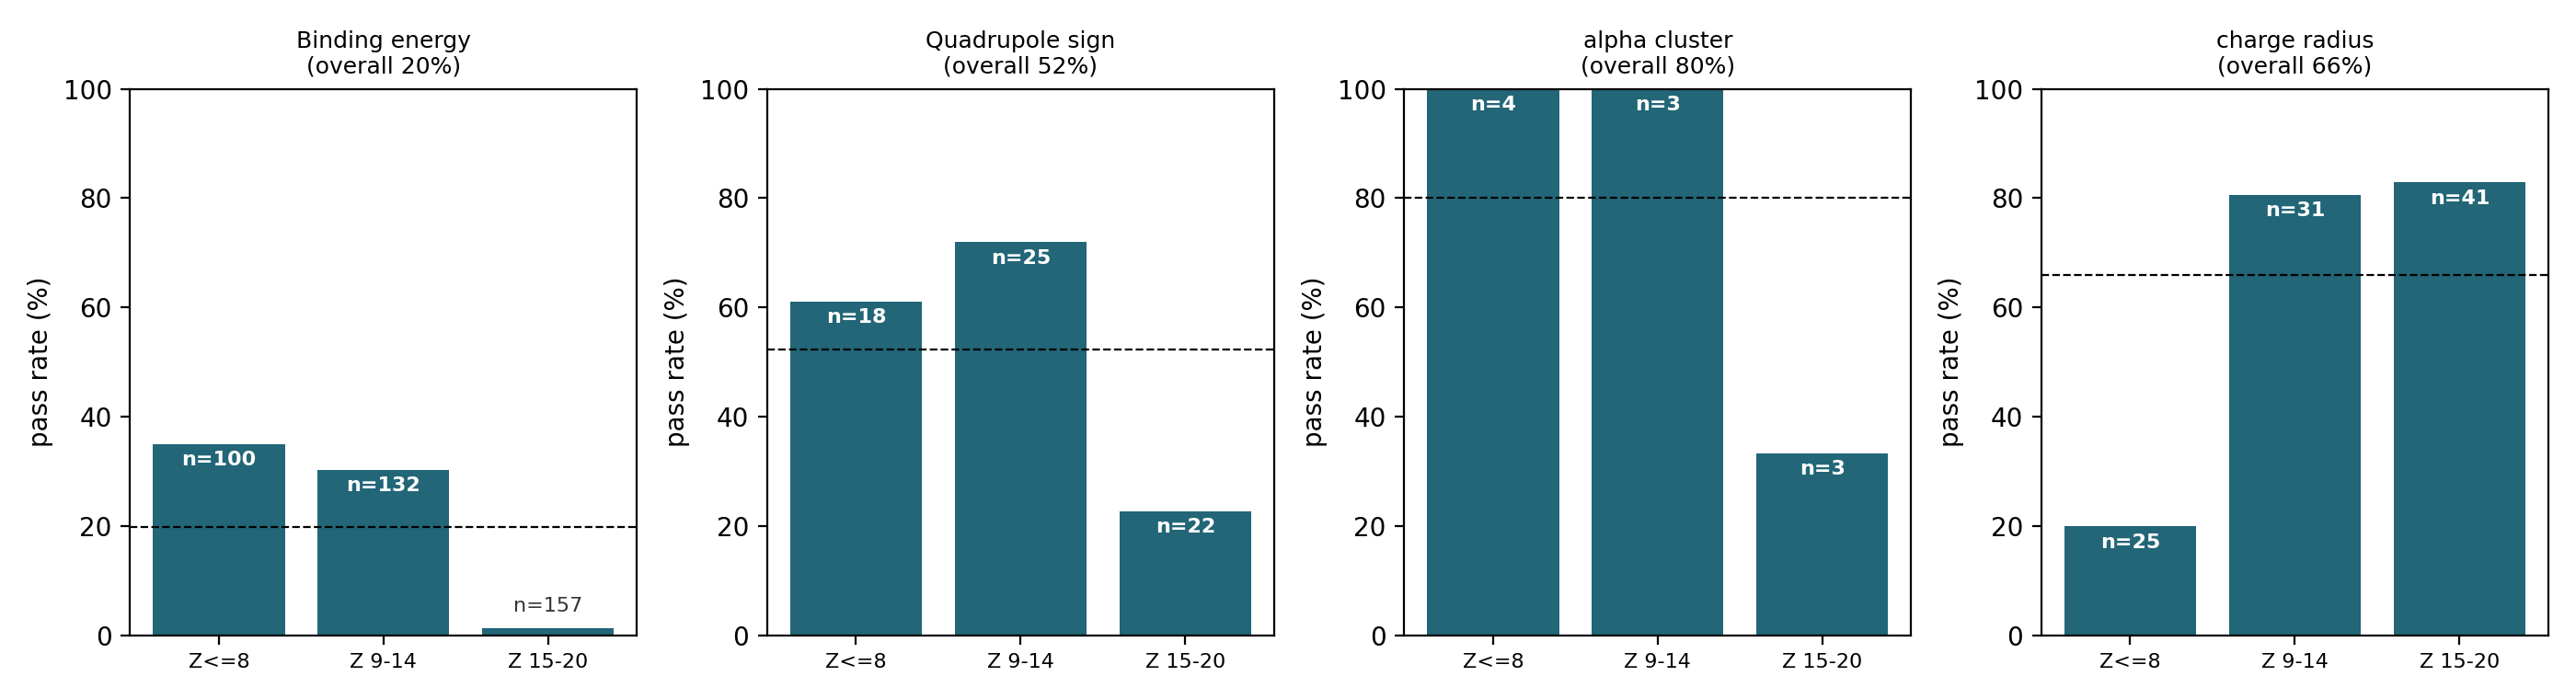 Binding energy
(overall 20%)
pass rate (%)
100
80
60
40
20
0
n=100
n=132
n=157
Z<=8
Z 9-14
Z 15-20
Quadrupole sign
(overall 52%)
pass rate (%)
100
80
60
40
20
0
n=18
n=25
n=22
Z<=8
Z 9-14
Z 15-20
alpha cluster
(overall 80%)
pass rate (%)
100
80
60
40
20
0
n=4
n=3
n=3
Z<=8
Z 9-14
Z 15-20
charge radius
(overall 66%)
pass rate (%)
100
80
60
40
20
0
n=25
n=31
n=41
Z<=8
Z 9-14
Z 15-20